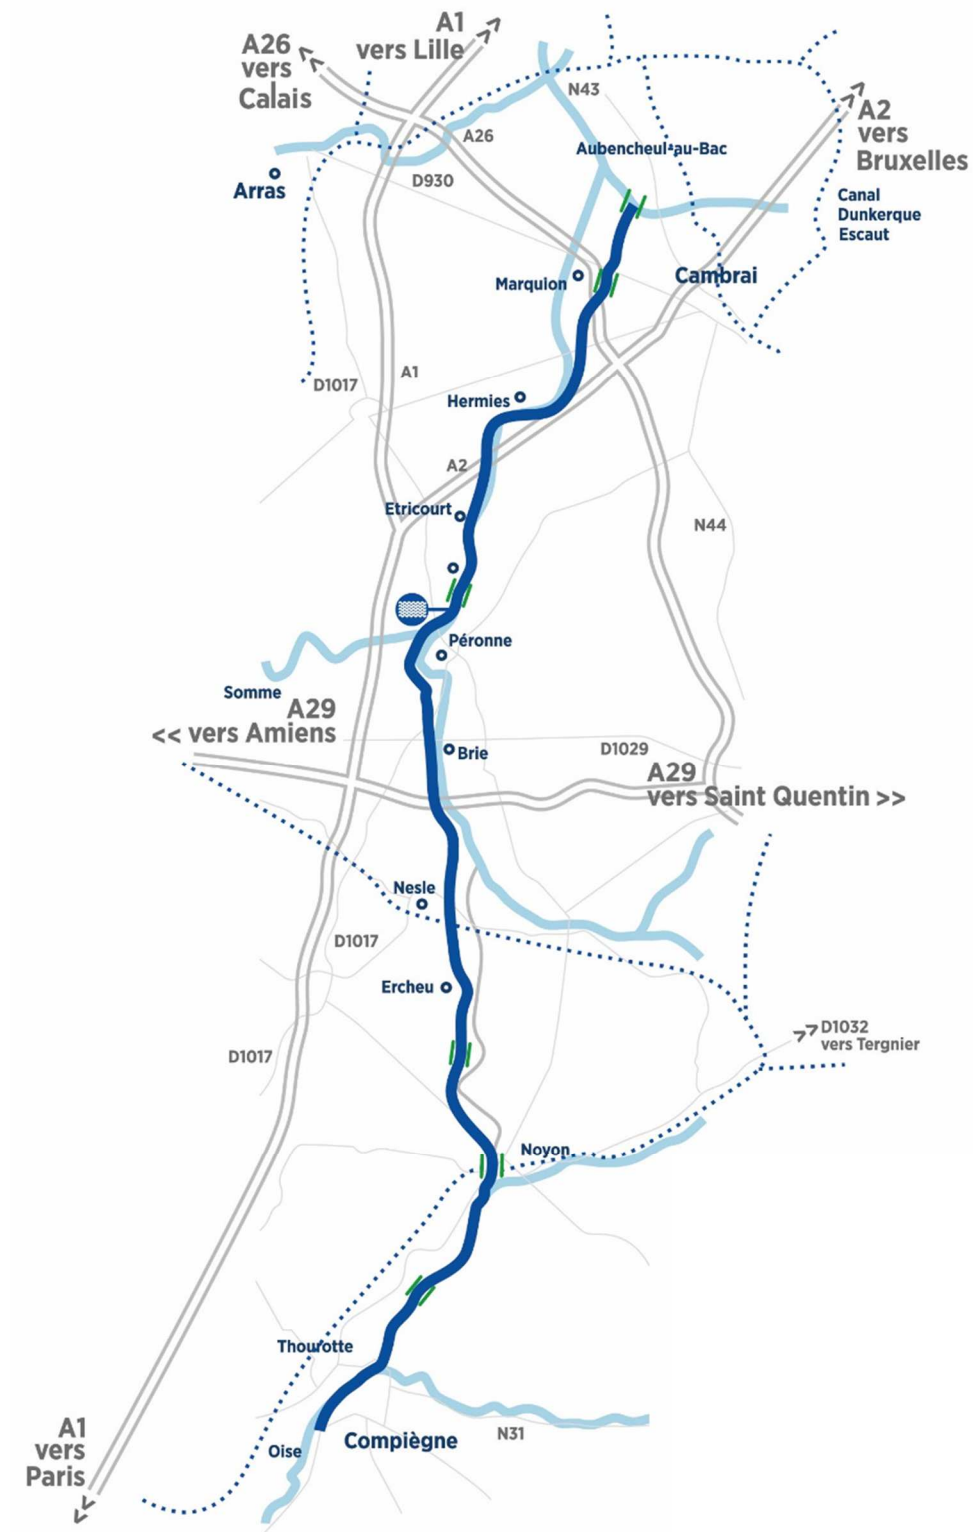 A1
vers Lille
A26
vers
Calais
N43
A2
vers
Bruxelles
A26
Aubencheul-au-Bac
D930
Arras
Canal
Dunkerque
Escaut
Marquion
Cambrai
D1017
A1
Hermies
A2
Etricourt
N44
Péronne
Somme
A29
<< vers Amiens
D1029
Brie
A29
vers Saint Quentin >>
Nesle
D1017
Ercheu
D1032
vers Tergnier
D1017
Noyon
Thourotte
A1
vers
Paris
Oise
Compiègne
N31